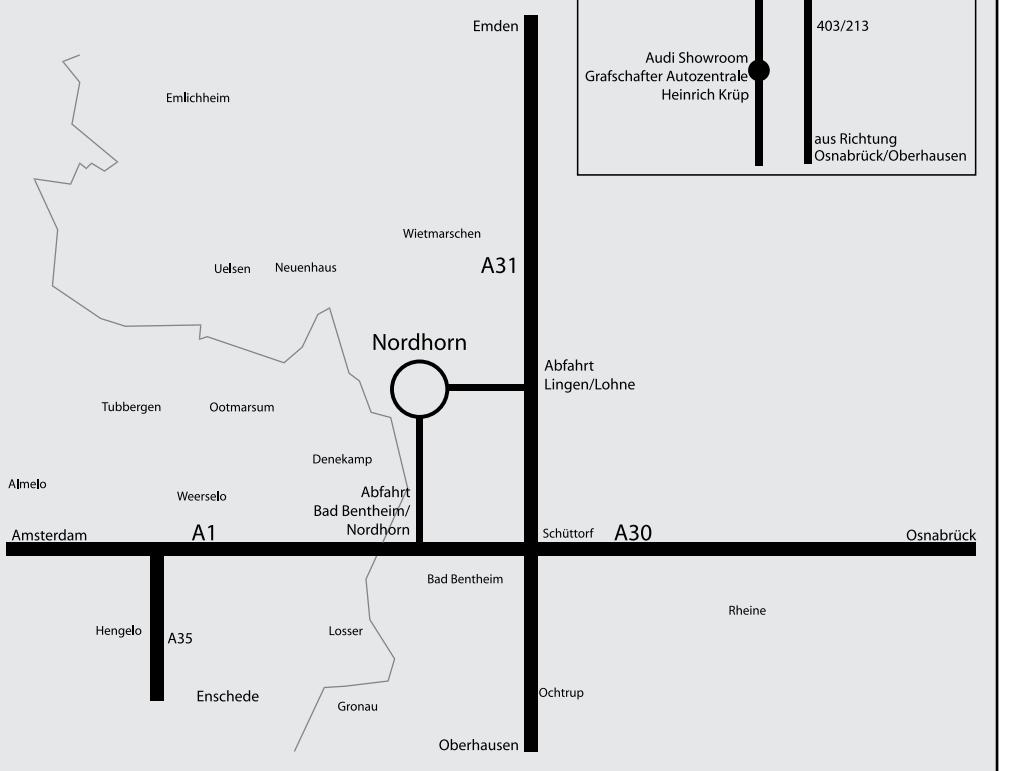 Emden
403/213
Audi Showroom
Grafschafter Autozentrale
Heinrich Krüp
aus Richtung
Osnabrück/Oberhausen
Emlichheim
Wietmarschen
A31
Uelsen
Neuenhaus
Nordhorn
Abfahrt
Lingen/Lohne
Tubbergen
Ootmarsum
Denekamp
Almelo
Weerselo
Abfahrt
Bad Bentheim/
Nordhorn
Amsterdam
A1
Schüttorf
A30
Osnabrück
Bad Bentheim
Rheine
Hengelo
A35
Losser
Enschede
Gronau
Ochtrup
Oberhausen